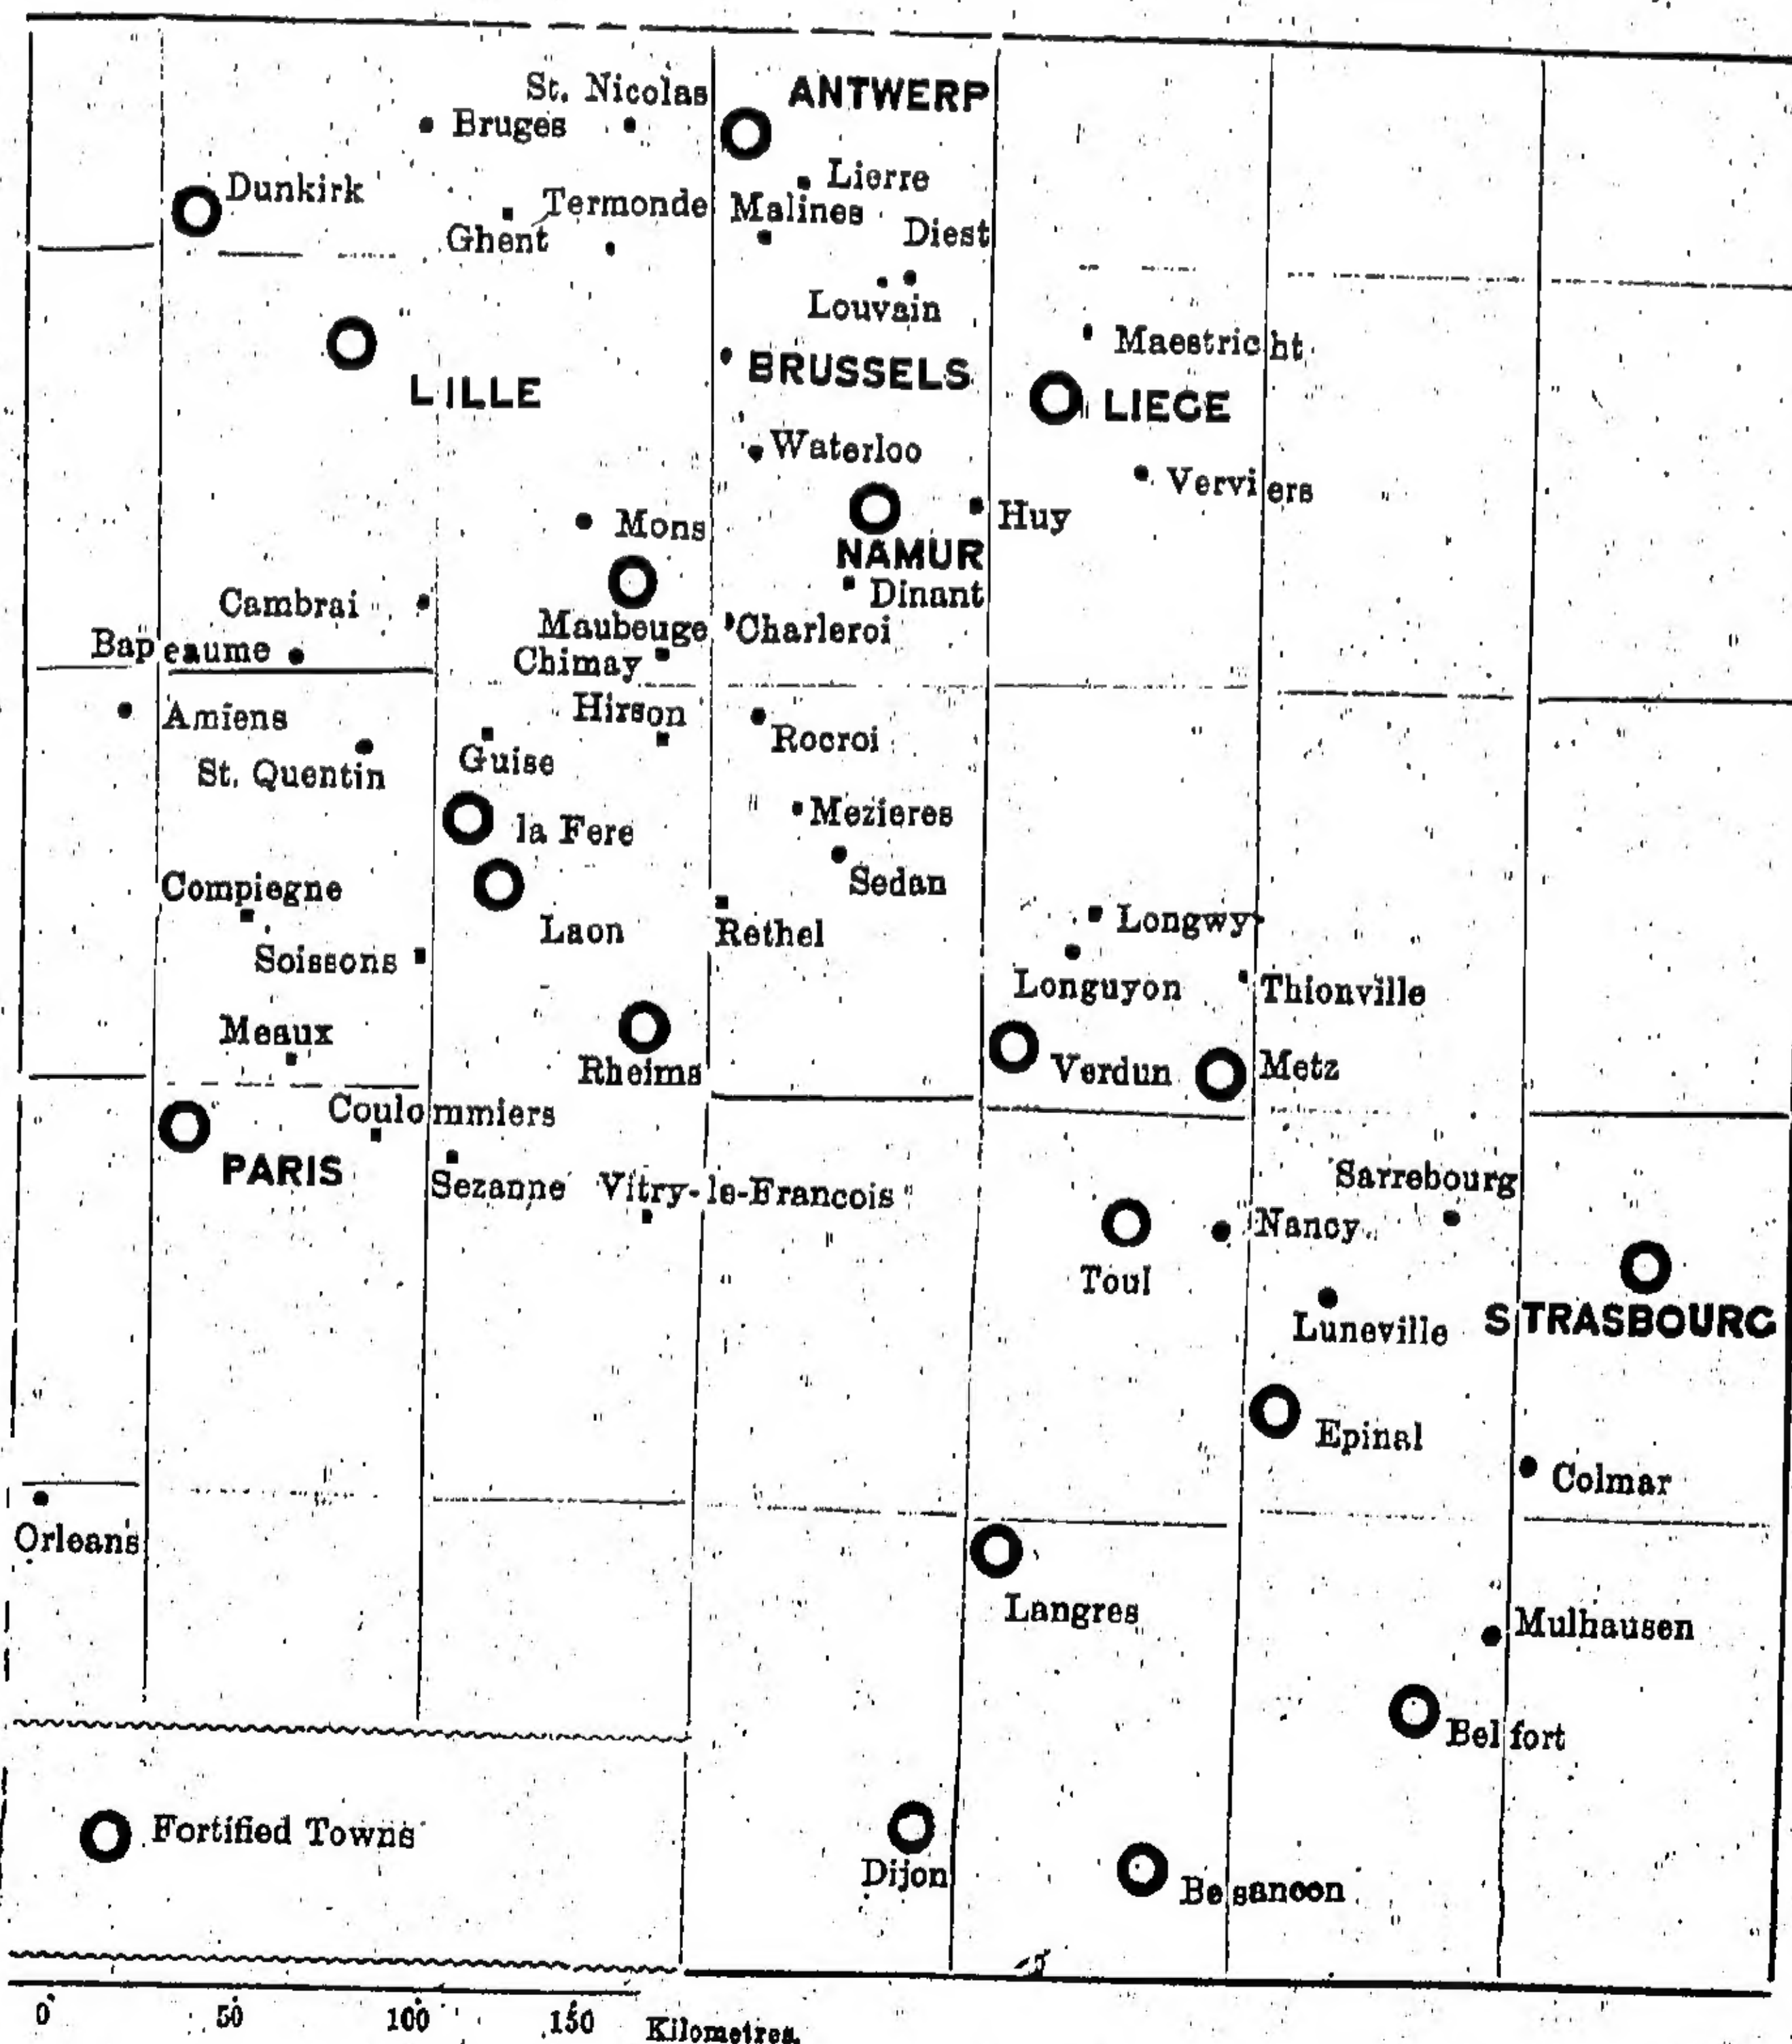 St. Nicolas
ANTWERP
Bruges
Lierre
Dunkirk
Termonde
Malines
Ghent
Diest
Louvain
Maestricht
BRUSSELS
LILLE
LIEGE
Waterloo
Verviers
Mons
Huy
NAMUR
Dinant
Cambrai
Maubeuge
Charleroi
Bapeaume
Chimay
Amiens
Hirson
Rocroi
St. Quentin
Guise
Mezieres
la Fere
Sedan
Compiegne
Longwy
Laon
Rethel
Soissons
Longuyon
Thionville
Meaux
Rheims
Verdun
Metz
Coulommiers
PARIS
Sezanne
Vitry-le-Francois
Sarrebourg
Nancy
Toul
Luneville
STRASBOURG
Epinal
Colmar
Orleans
Langres
Mulhausen
Belfort
Fortified Towns
Dijon
Besancon
0 50 100 150 Kilometres.